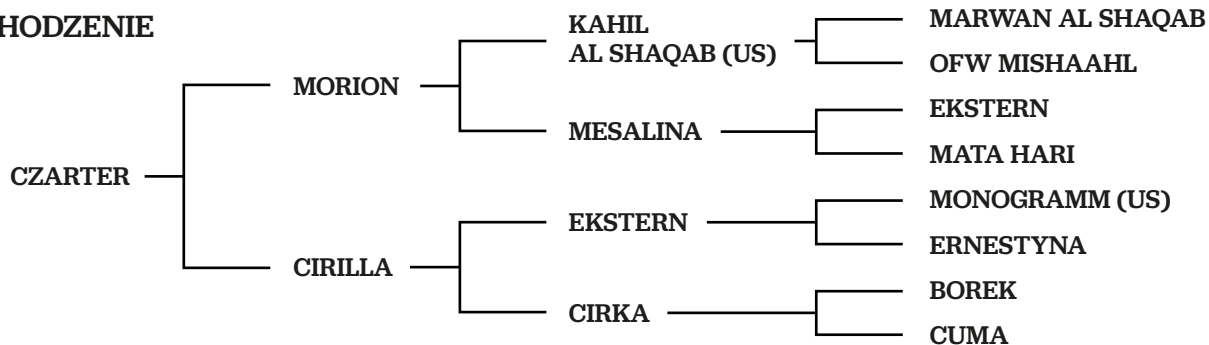 HODZENIE
CZARTER
MORION
CIRILLA
KAHIL
AL SHAQAB (US)
MESALINA
EKSTERN
CIRKA
MARWAN AL SHAQAB
OFW MISHAAHL
EKSTERN
MATA HARI
MONOGRAMM (US)
ERNESTYNA
BOREK
CUMA